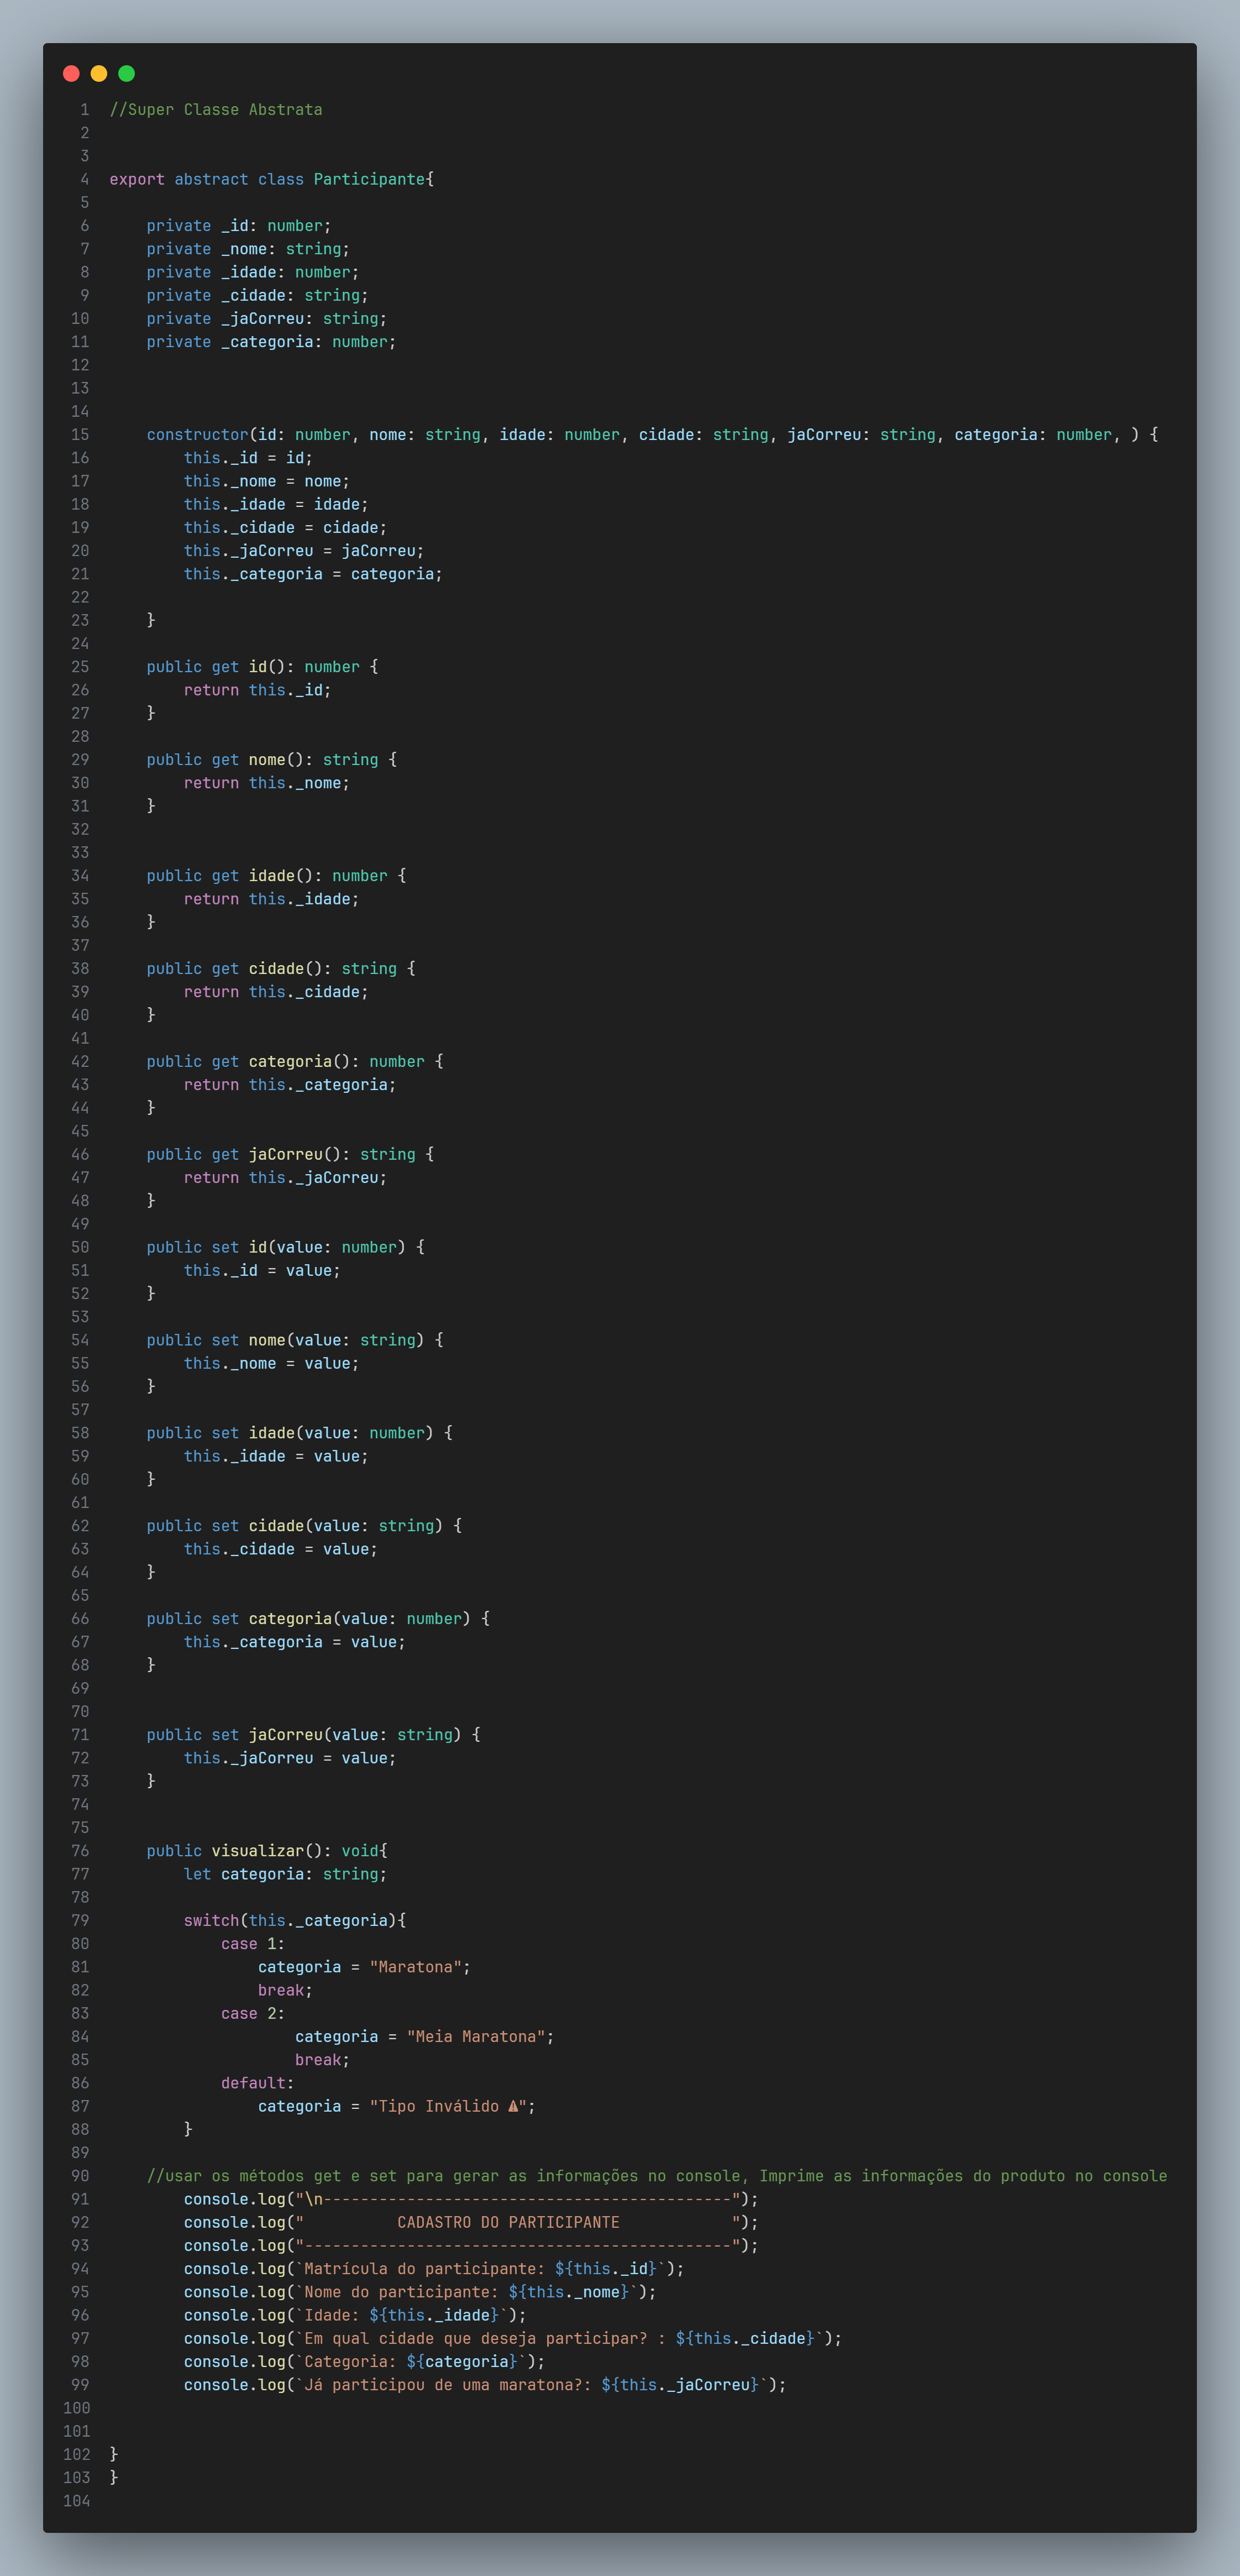 1 //Super Classe Abstrata
2
3
4 export abstract class Participante{
5
6     private _id: number;
7     private _nome: string;
8     private _idade: number;
9     private _cidade: string;
10     private _jaCorreu: string;
11     private _categoria: number;
12
13
14
15     constructor(id: number, nome: string, idade: number, cidade: string, jaCorreu: string, categoria: number, ) {
16         this._id = id;
17         this._nome = nome;
18         this._idade = idade;
19         this._cidade = cidade;
20         this._jaCorreu = jaCorreu;
21         this._categoria = categoria;
22
23     }
24
25     public get id(): number {
26         return this._id;
27     }
28
29     public get nome(): string {
30         return this._nome;
31     }
32
33
34     public get idade(): number {
35         return this._idade;
36     }
37
38     public get cidade(): string {
39         return this._cidade;
40     }
41
42     public get categoria(): number {
43         return this._categoria;
44     }
45
46     public get jaCorreu(): string {
47         return this._jaCorreu;
48     }
49
50     public set id(value: number) {
51         this._id = value;
52     }
53
54     public set nome(value: string) {
55         this._nome = value;
56     }
57
58     public set idade(value: number) {
59         this._idade = value;
60     }
61
62     public set cidade(value: string) {
63         this._cidade = value;
64     }
65
66     public set categoria(value: number) {
67         this._categoria = value;
68     }
69
70
71     public set jaCorreu(value: string) {
72         this._jaCorreu = value;
73     }
74
75
76     public visualizar(): void{
77         let categoria: string;
78
79         switch(this._categoria){
80             case 1:
81                 categoria = "Maratona";
82                 break;
83             case 2:
84                     categoria = "Meia Maratona";
85                     break;
86             default:
87                 categoria = "Tipo Inválido ⚠";
88         }
89
90     //usar os métodos get e set para gerar as informações no console, Imprime as informações do produto no console
91         console.log("\n--------------------------------------------");
92         console.log("          CADASTRO DO PARTICIPANTE            ");
93         console.log("----------------------------------------------");
94         console.log(`Matrícula do participante: ${this._id}`);
95         console.log(`Nome do participante: ${this._nome}`);
96         console.log(`Idade: ${this._idade}`);
97         console.log(`Em qual cidade que deseja participar? : ${this._cidade}`);
98         console.log(`Categoria: ${categoria}`);
99         console.log(`Já participou de uma maratona?: ${this._jaCorreu}`);
100
101
102 }
103 }
104